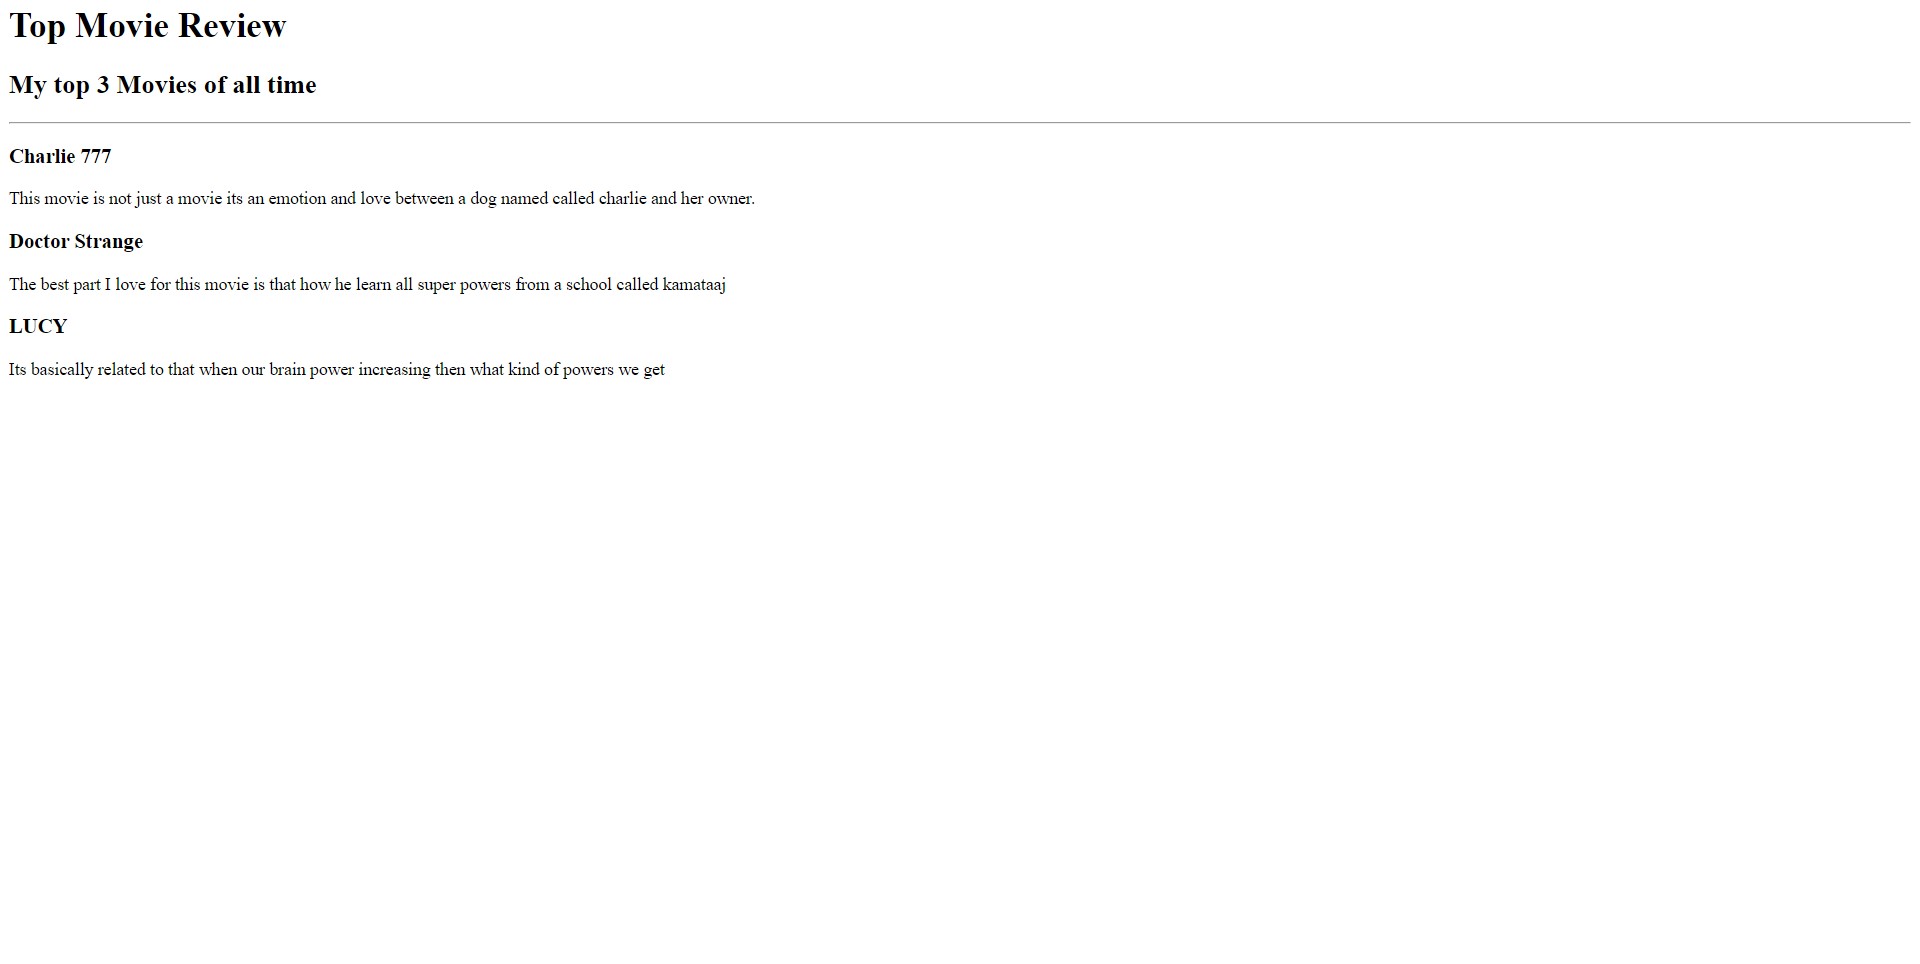 Top Movie Review
My top 3 Movies of all time
Charlie 777
This movie is not just a movie its an emotion and love between a dog named called charlie and her owner.
Doctor Strange
The best part I love for this movie is that how he learn all super powers from a school called kamataaj
LUCY
Its basically related to that when our brain power increasing then what kind of powers we get